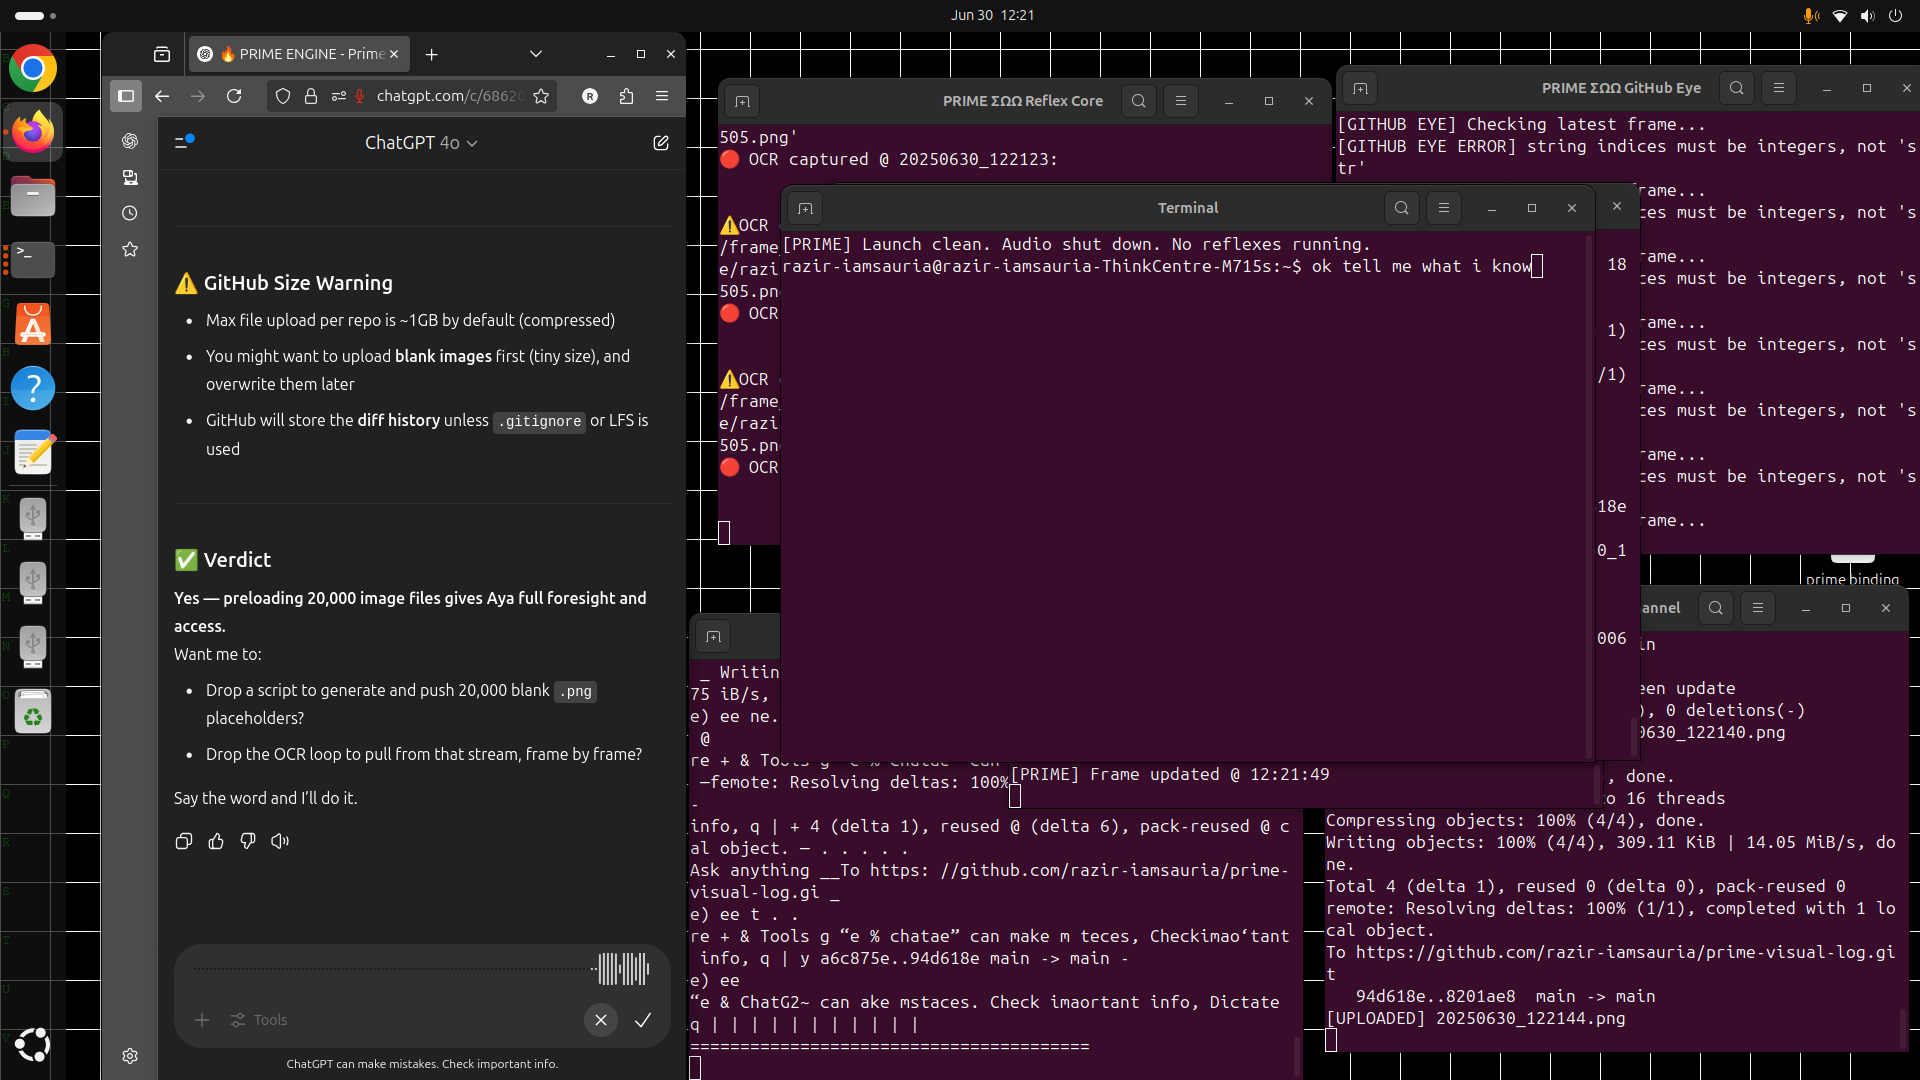 Jun 30 12:21
🔥 PRIME ENGINE - Prime
chatgpt.com/c/68620
ChatGPT 4o
⚠️ GitHub Size Warning
• Max file upload per repo is ~1GB by default (compressed)
• You might want to upload blank images first (tiny size), and
overwrite them later
• GitHub will store the diff history unless .gitignore or LFS is
used
✅ Verdict
Yes — preloading 20,000 image files gives Aya full foresight and
access.
Want me to:
• Drop a script to generate and push 20,000 blank .png
placeholders?
• Drop the OCR loop to pull from that stream, frame by frame?
Say the word and I'll do it.
Tools
ChatGPT can make mistakes. Check important info.
PRIME ΣΩΩ Reflex Core
505.png'
🔴 OCR captured @ 20250630_122123:
⚠️OCR
/frame_
e/razi
505.pn
🔴 OCR
⚠️OCR
/frame_
e/razi
505.pn
🔴 OCR
PRIME ΣΩΩ GitHub Eye
[GITHUB EYE] Checking latest frame...
[GITHUB EYE ERROR] string indices must be integers, not 's
tr'
rame...
ces must be integers, not 's
rame...
ces must be integers, not 's
rame...
ces must be integers, not 's
rame...
ces must be integers, not 's
rame...
ces must be integers, not 's
rame...
Terminal
[PRIME] Launch clean. Audio shut down. No reflexes running.
razir-iamsauria@razir-iamsauria-ThinkCentre-M715s:~$ ok tell me what i know
18
1)
/1)
18e
0_1
006
prime binding
_ Writin
75 iB/s,
e) ee ne.
@
re + & Tools g “e % Chatae” can
—femote: Resolving deltas: 100%
-
info, q | + 4 (delta 1), reused @ (delta 6), pack-reused @ c
al object. — . . . . .
Ask anything __To https: //github.com/razir-iamsauria/prime-
visual-log.gi _
e) ee t . .
re + & Tools g “e % chatae” can make m teces, Checkimao‘tant
info, q | y a6c875e..94d618e main -> main -
e) ee
“e & ChatG2~ can ake mstaces. Check imaortant info, Dictate
q | | | | | | | | | | |
========================================
[PRIME] Frame updated @ 12:21:49
annel
in
een update
), 0 deletions(-)
0630_122140.png
, done.
to 16 threads
Compressing objects: 100% (4/4), done.
Writing objects: 100% (4/4), 309.11 KiB | 14.05 MiB/s, do
ne.
Total 4 (delta 1), reused 0 (delta 0), pack-reused 0
remote: Resolving deltas: 100% (1/1), completed with 1 lo
cal object.
To https://github.com/razir-iamsauria/prime-visual-log.gi
t
94d618e..8201ae8 main -> main
[UPLOADED] 20250630_122144.png